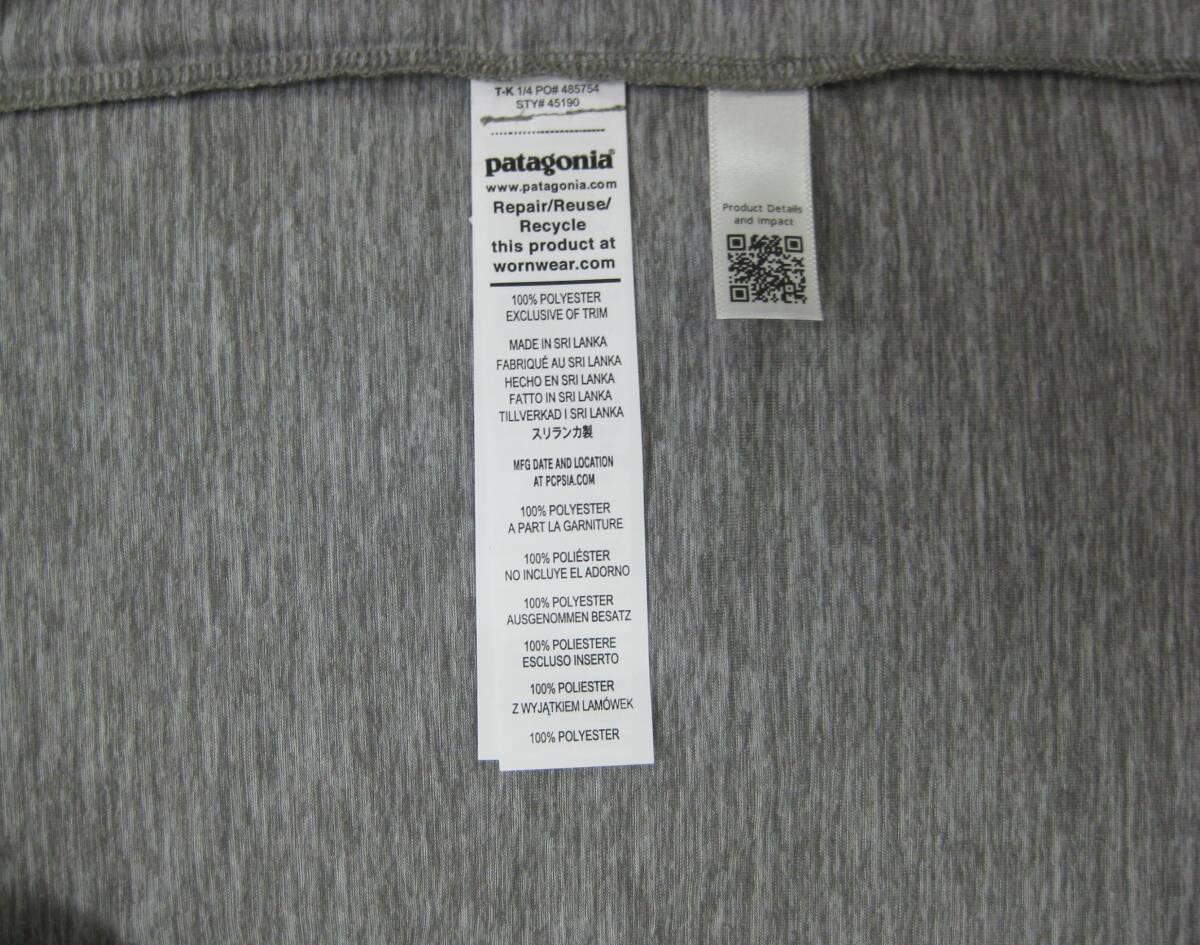 T-K 1/4 PO# 485754
STY# 45190
patagonia®
www.patagonia.com
Repair/Reuse/
Recycle
this product at
wornwear.com
100% POLYESTER
EXCLUSIVE OF TRIM
MADE IN SRI LANKA
FABRIQUÉ AU SRI LANKA
HECHO EN SRI LANKA
FATTO IN SRI LANKA
TILLVERKAD I SRI LANKA
スリランカ製
MFG DATE AND LOCATION
AT PCPSIA.COM
100% POLYESTER
A PART LA GARNITURE
100% POLIÉSTER
NO INCLUYE EL ADORNO
100% POLYESTER
AUSGENOMMEN BESATZ
100% POLIESTERE
ESCLUSO INSERTO
100% POLIESTER
Z WYJĄTKIEM LAMÓWEK
100% POLYESTER
Product Details
and Impact